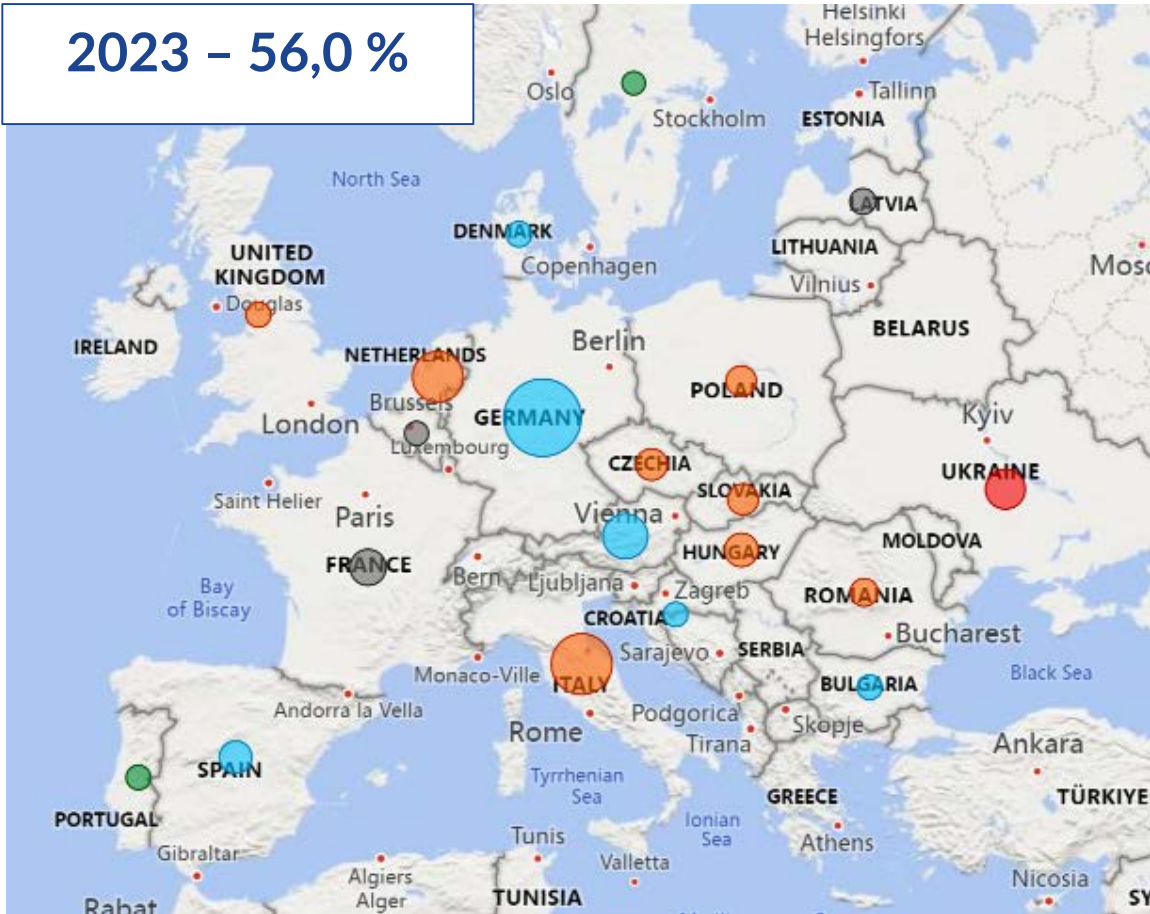 2023 – 56,0 %
Helsinki
Helsingfors
Oslo
Stockholm
Tallinn
ESTONIA
North Sea
LATVIA
DENMARK
Copenhagen
LITHUANIA
Vilnius
Mosc
UNITED
KINGDOM
Douglas
IRELAND
BELARUS
Berlin
NETHERLANDS
POLAND
Brussels
GERMANY
London
Kyiv
Luxembourg
CZECHIA
UKRAINE
SLOVAKIA
Saint Helier
Paris
Vienna
MOLDOVA
HUNGARY
FRANCE
Bern
Ljubljana
Zagreb
ROMANIA
Bay
of Biscay
CROATIA
Bucharest
Sarajevo
SERBIA
Monaco-Ville
ITALY
BULGARIA
Black Sea
Andorra la Vella
Podgorica
Skopje
Rome
Tirana
Ankara
SPAIN
Tyrrhenian
Sea
GREECE
TÜRKIYE
PORTUGAL
Ionian
Sea
Athens
Gibraltar
Tunis
Valletta
Algiers
Alger
TUNISIA
Nicosia
Rabat
SY